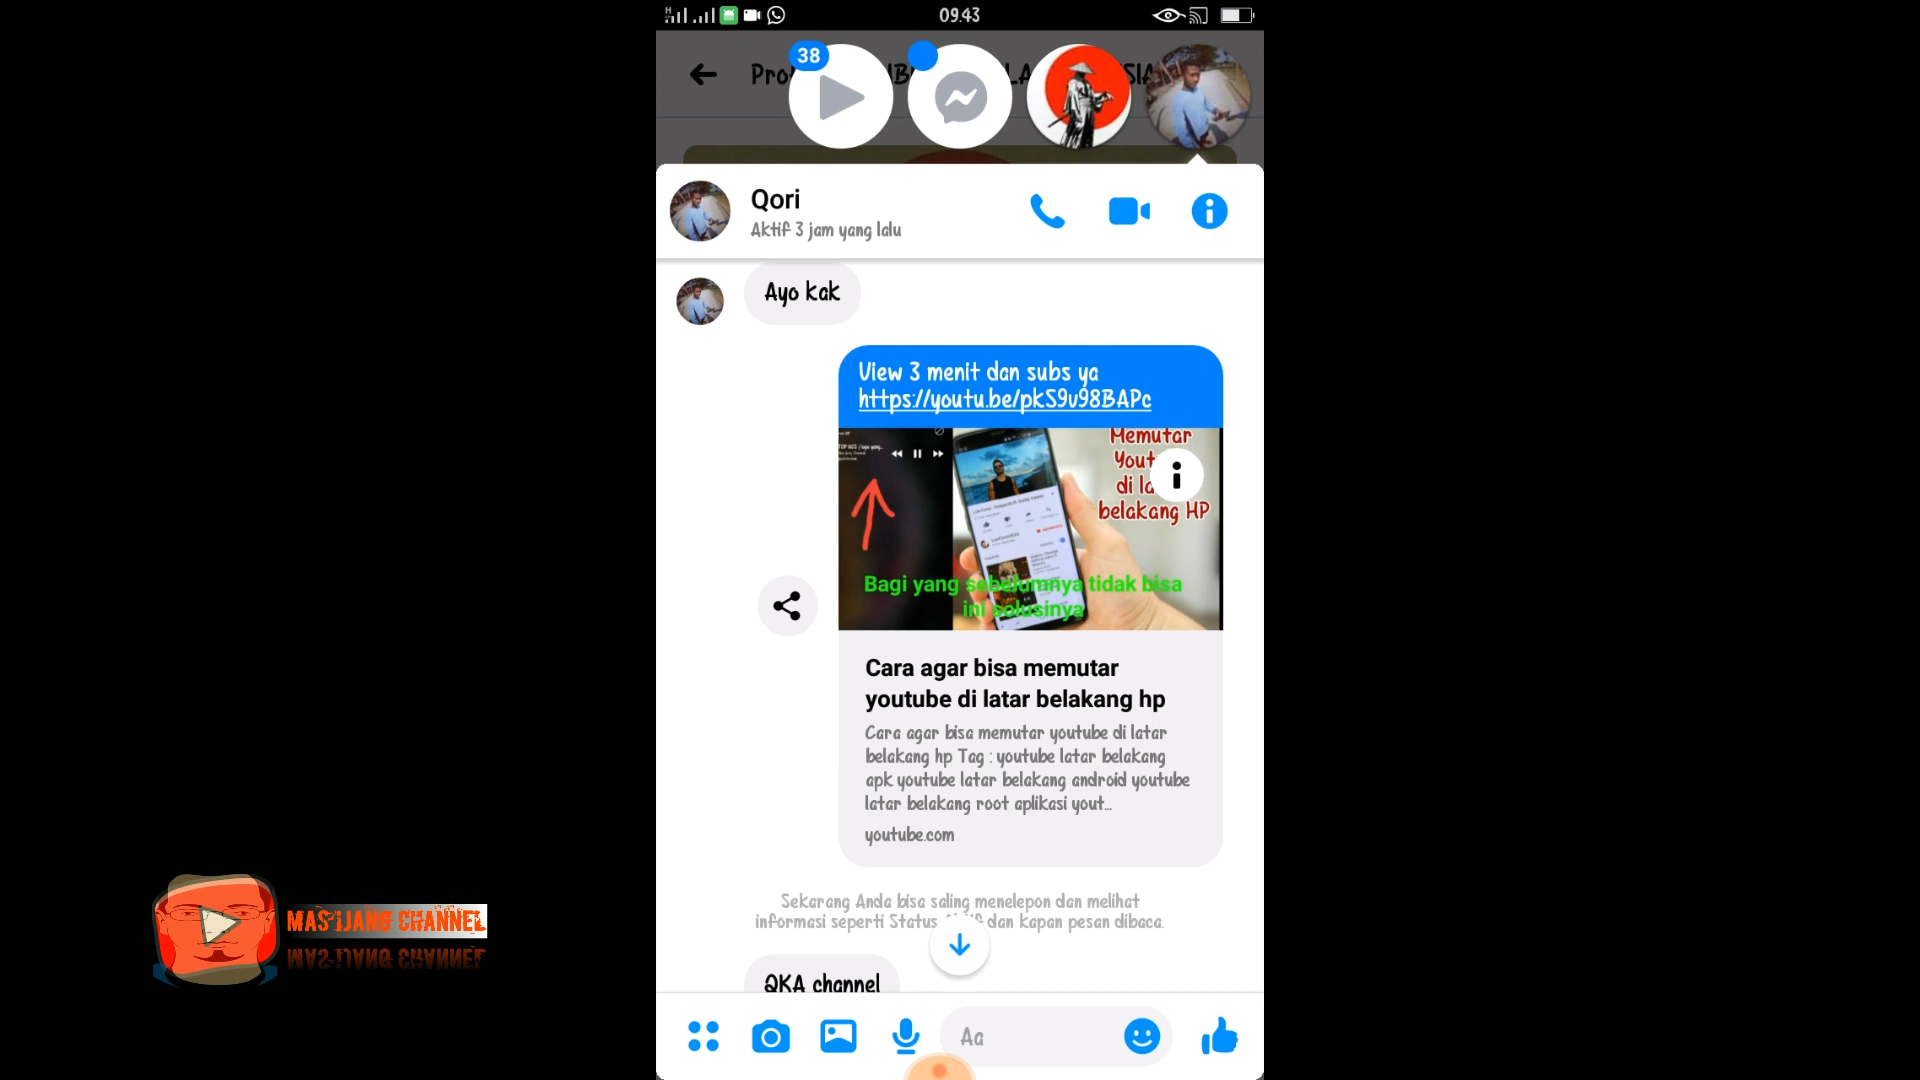 09.43
38
Qori
Aktif 3 jam yang lalu
Ayo kak
View 3 menit dan subs ya
https://youtu.be/pkS9v98BAPc
Memutar
di
belakang HP
Bagi yang sebelumnya tidak bisa
ini solusinya
Cara agar bisa memutar
youtube di latar belakang hp
Cara agar bisa memutar youtube di latar
belakang hp Tag : youtube latar belakang
apk youtube latar belakang android youtube
latar belakang root aplikasi yout...
youtube.com
Sekarang Anda bisa saling menelepon dan melihat
informasi seperti Status dan kapan pesan dibaca.
QKA channel
Aa
MAS IJANG CHANNEL